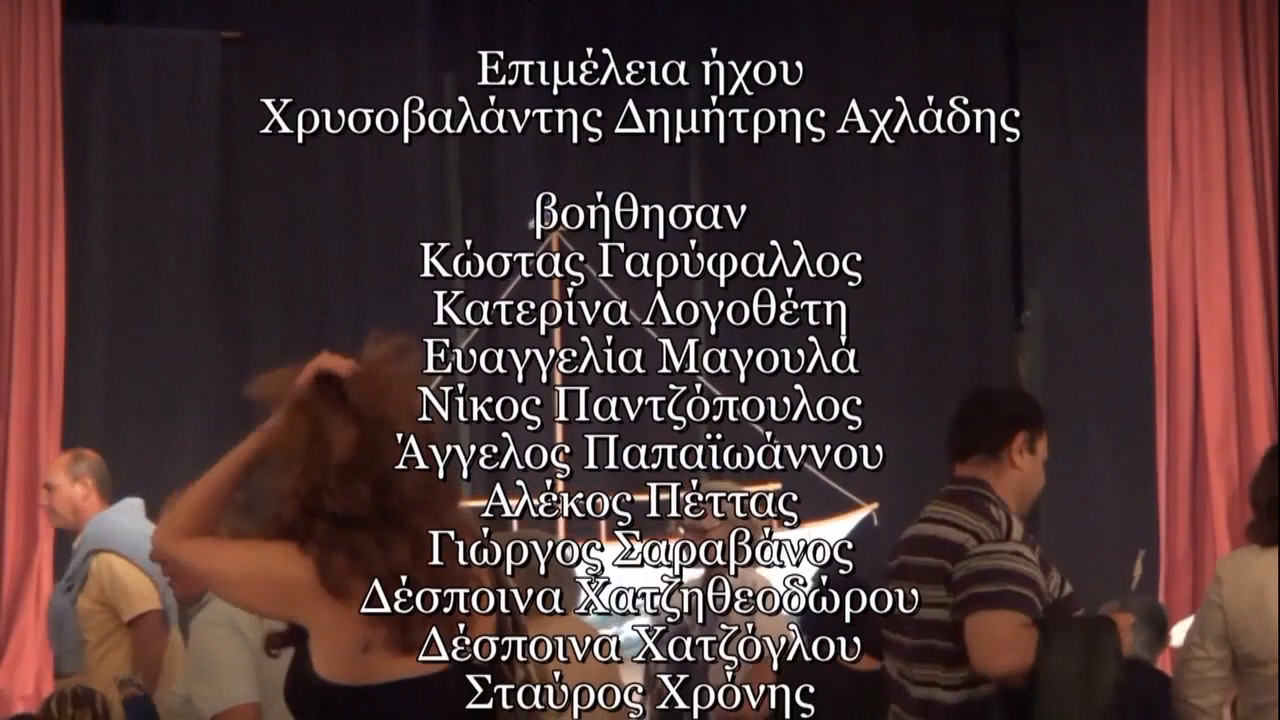 Επιμέλεια ήχου
Χρυσοβαλάντης Δημήτρης Αχλάδης
βοήθησαν
Κώστας Γαρύφαλλος
Κατερίνα Λογοθέτη
Ευαγγελία Μαγουλά
Νίκος Παντζόπουλος
Άγγελος Παπαϊωάννου
Αλέκος Πέττας
Γιώργος Σαραβάνος
Δέσποινα Χατζηθεοδώρου
Δέσποινα Χατζόγλου
Σταύρος Χρόνης